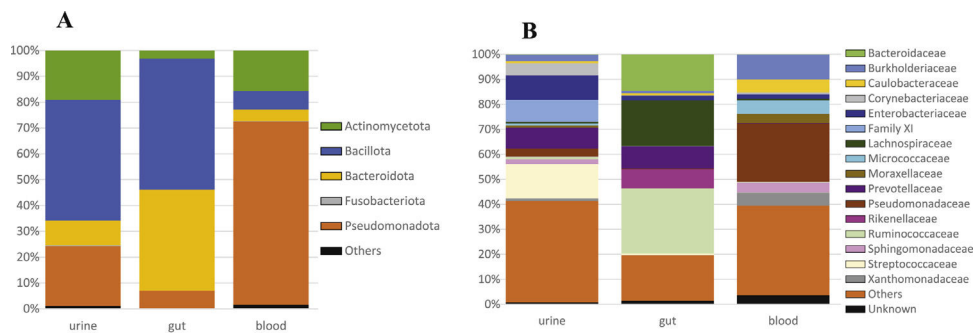 A
100%
90%
80%
70%
60%
50%
40%
30%
20%
10%
0%
urine gut blood
Actinomycetota
Bacillota
Bacteroidota
Fusobacteriota
Pseudomonadota
Others
B
100%
90%
80%
70%
60%
50%
40%
30%
20%
10%
0%
urine gut blood
Bacteroidaceae
Burkholderiaceae
Caulobacteraceae
Corynebacteriaceae
Enterobacteriaceae
Family XI
Lachnospiraceae
Micrococcaceae
Moraxellaceae
Prevotellaceae
Pseudomonadaceae
Rikenellaceae
Ruminococcaceae
Sphingomonadaceae
Streptococcaceae
Xanthomonadaceae
Others
Unknown